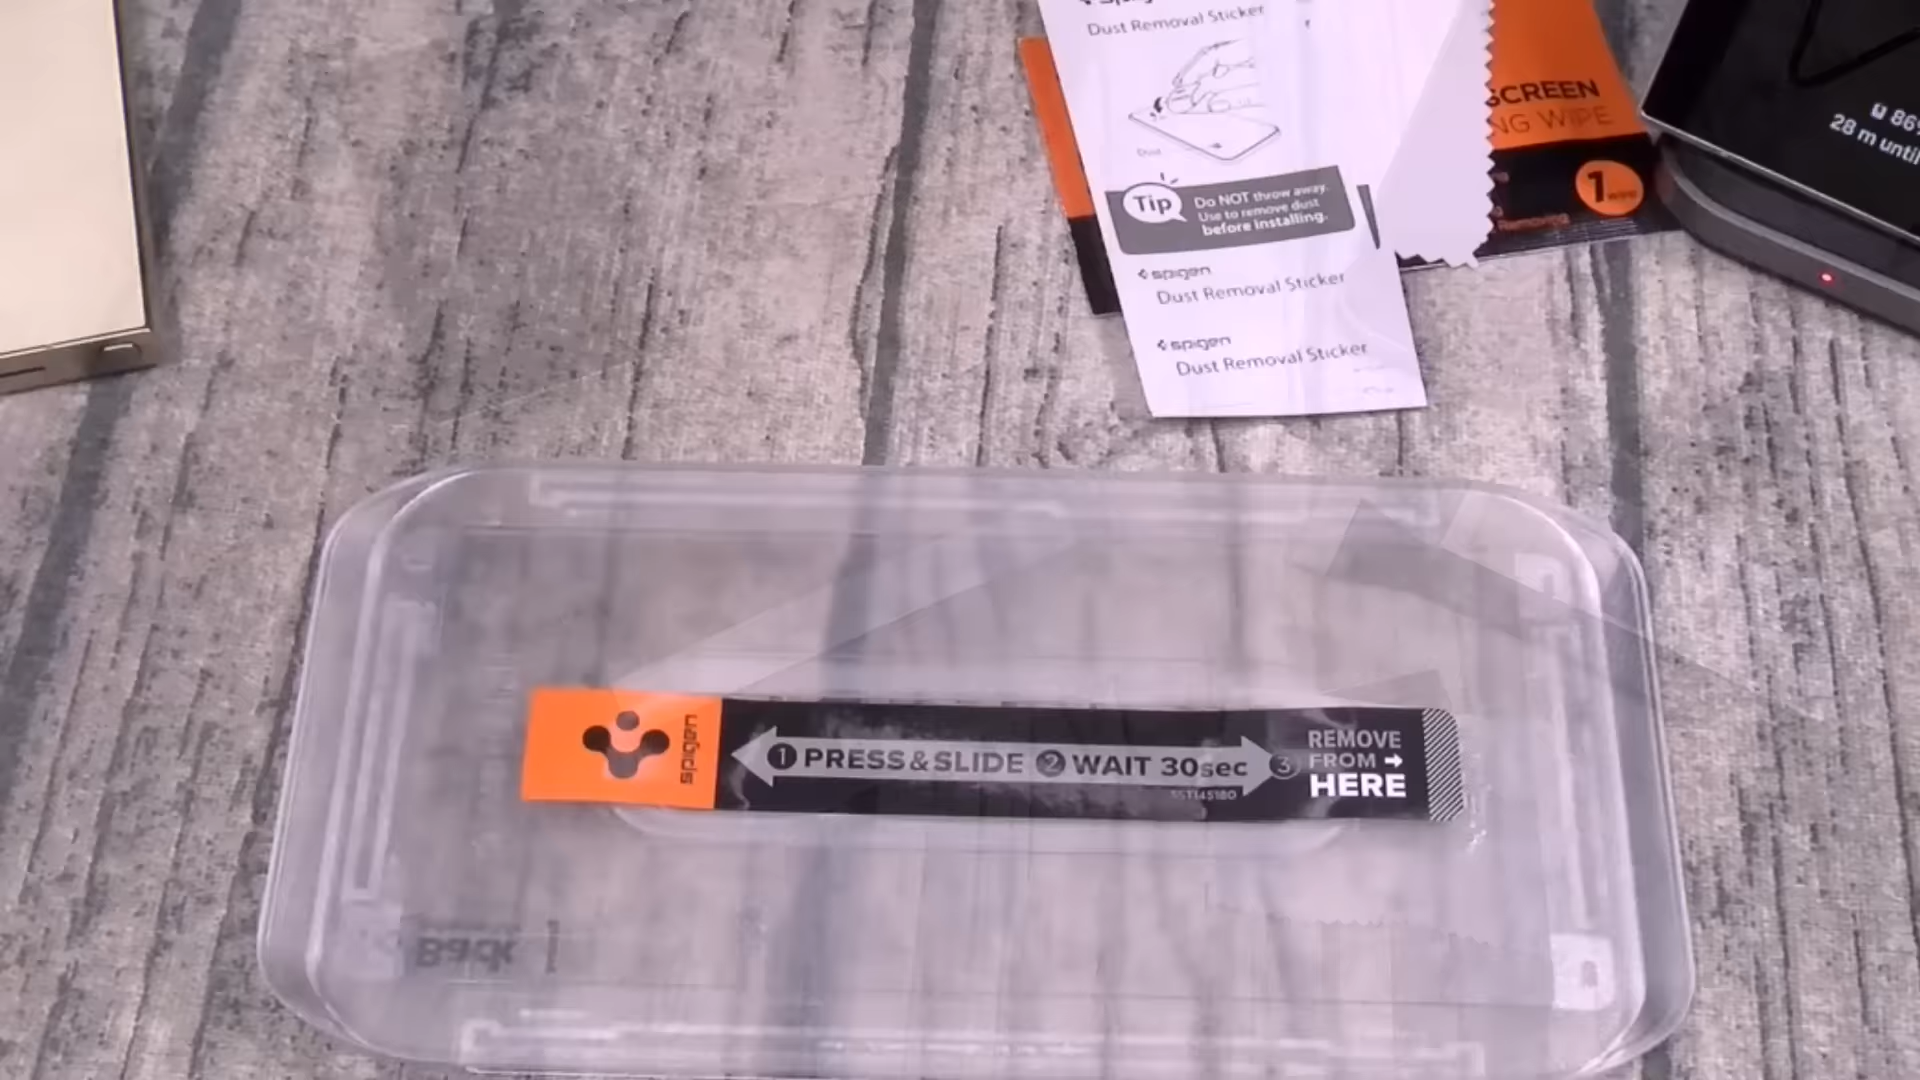 Dust Removal Sticker
Dust
Tip
Do NOT throw away.
Use to remove dust
before installing.
spigen
Dust Removal Sticker
spigen
Dust Removal Sticker
SCREEN
NG WIPE
1
Removing
86
28 m until
spigen
1 PRESS & SLIDE 2 WAIT 30sec 3
REMOVE
FROM →
HERE
Back